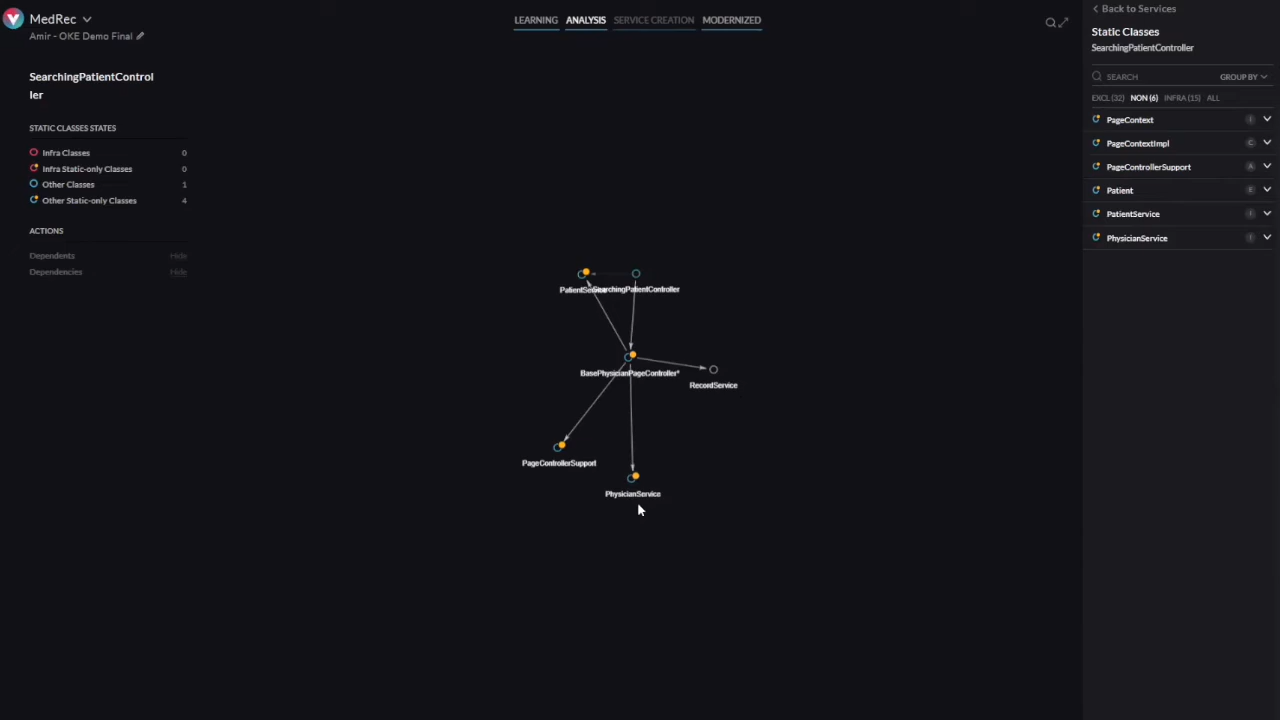 MedRec
Amir - OKE Demo Final
LEARNING
ANALYSIS
SERVICE CREATION
MODERNIZED
SearchingPatientControl
ler
STATIC CLASSES STATES
Infra Classes 0
Infra Static-only Classes 0
Other Classes 1
Other Static-only Classes 4
ACTIONS
Dependents Hide
Dependencies Hide
SearchingPatientController
BasePhysicianPageController*
RecordService
PageControllerSupport
PhysicianService
Back to Services
Static Classes
SearchingPatientController
SEARCH GROUP BY
EXCL (32) NON (6) INFRA (15) ALL
PageContext I
PageContextImpl C
PageControllerSupport A
Patient E
PatientService I
PhysicianService I